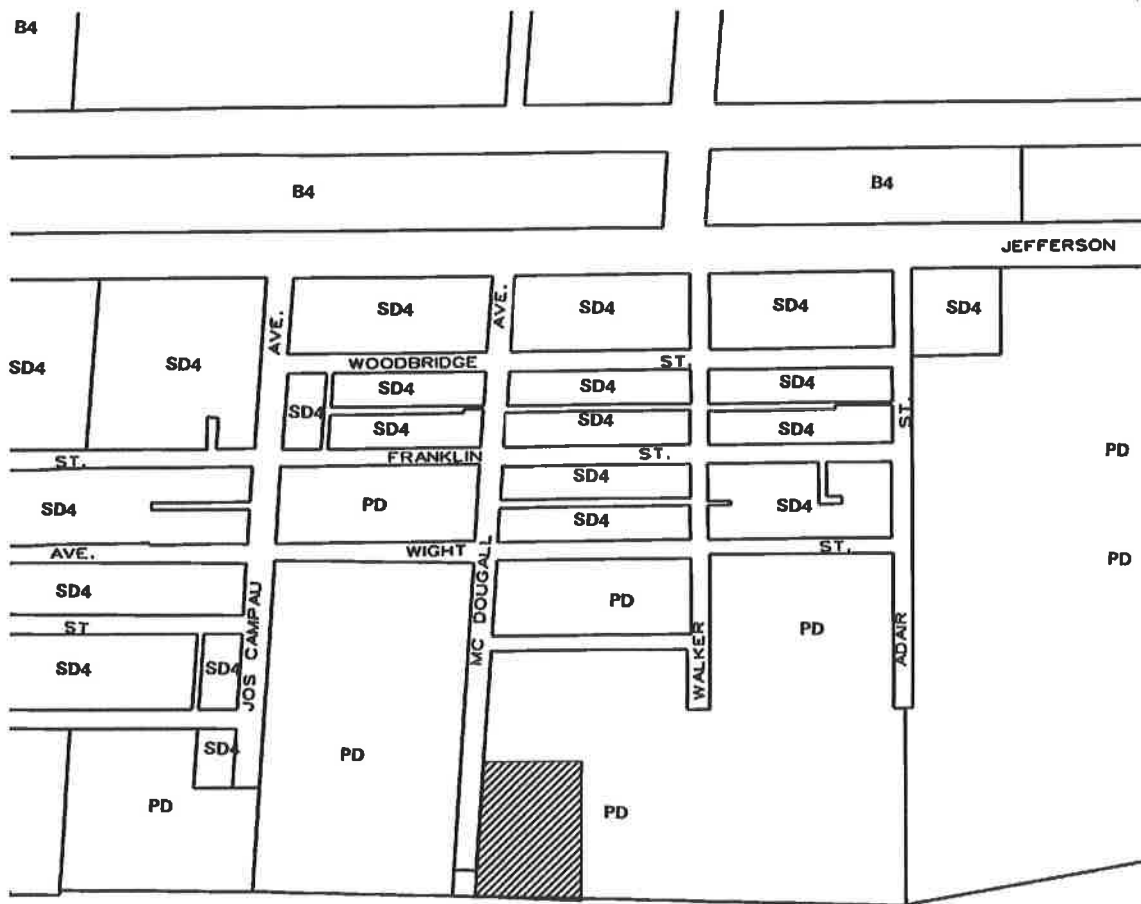 B4
B4
B4
JEFFERSON
SD4
SD4
SD4
SD4
AVE.
AVE.
SD4
SD4
WOODBRIDGE
ST.
SD4
SD4
SD4
SD4
SD4
SD4
SD4
ST.
FRANKLIN
ST.
ST.
PD
SD4
SD4
PD
SD4
SD4
AVE.
WIGHT
ST.
PD
SD4
PD
PD
ST
JOS CAMPAU
MC DOUGALL
WALKER
ADAIR
SD4
SD4
SD4
PD
PD
PD